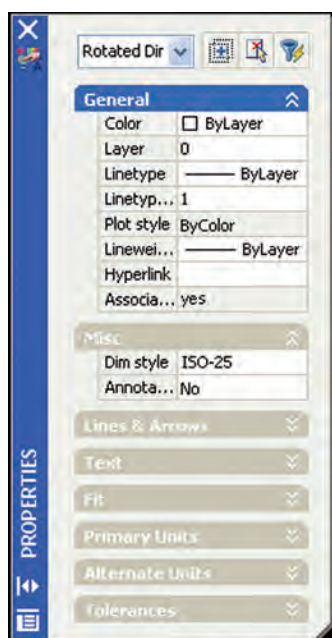 Rotated Dir
General
Color ByLayer
Layer 0
Linetype ByLayer
Linetyp... 1
Plot style ByColor
Linewei... ByLayer
Hyperlink
Associa... yes
Misc
Dim style ISO-25
Annota... No
Lines & Arrows
Text
Fit
Primary Units
Alternate Units
Tolerances
PROPERTIES